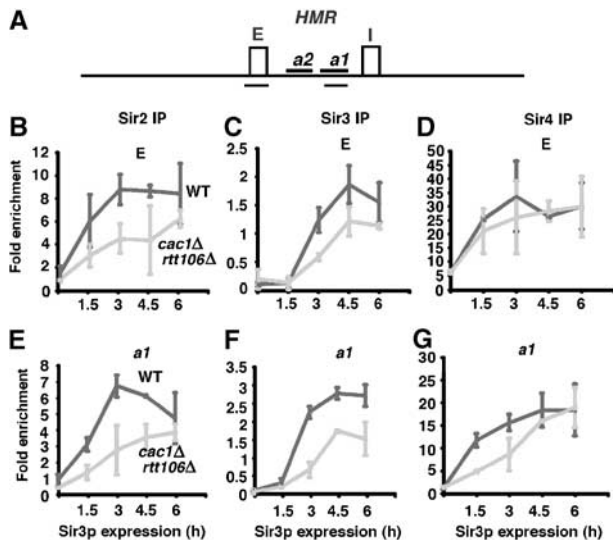 A
HMR
E
I
a2
a1
B
Sir2 IP
E
Fold enrichment
12
10
8
6
4
2
0
WT
cac1Δ
rtt106Δ
1.5 3 4.5 6
C
Sir3 IP
E
2.5
2
1.5
1
0.5
0
1.5 3 4.5 6
D
Sir4 IP
E
50
45
40
35
30
25
20
15
10
5
0
1.5 3 4.5 6
E
a1
Fold enrichment
8
7
6
5
4
3
2
1
0
WT
cac1Δ
rtt106Δ
1.5 3 4.5 6
Sir3p expression (h)
F
a1
3.5
3
2.5
2
1.5
1
0.5
0
1.5 3 4.5 6
Sir3p expression (h)
G
a1
30
25
20
15
10
5
0
1.5 3 4.5 6
Sir3p expression (h)